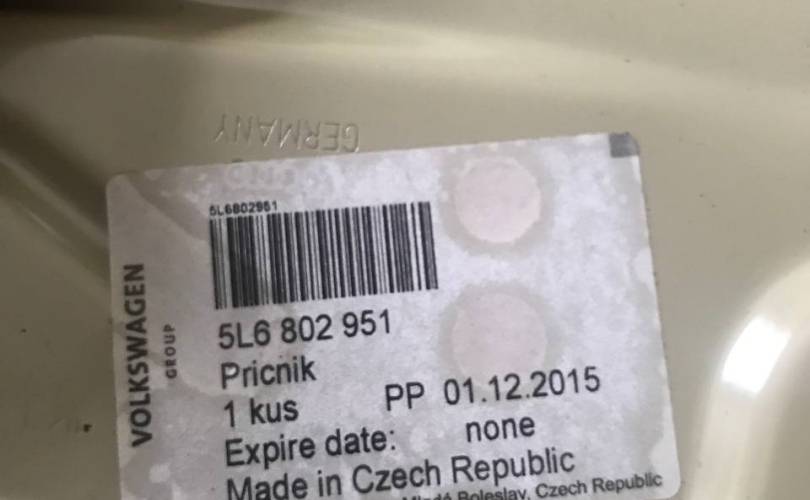 GERMANY
5L6802951
VOLKSWAGEN
GROUP
5L6 802 951
Pricnik
1 kus PP 01.12.2015
Expire date: none
Made in Czech Republic
Boleslav, Czech Republic